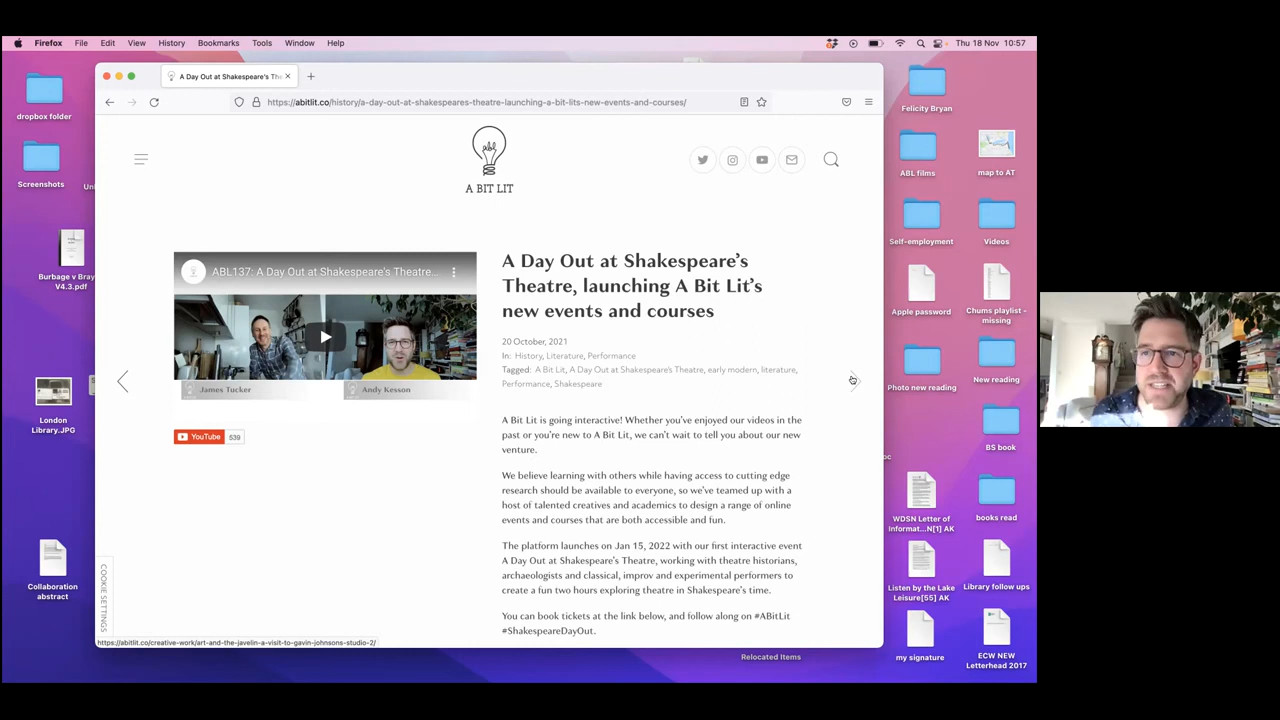 Firefox File Edit View History Bookmarks Tools Window Help
Thu 18 Nov 10:57
A Day Out at Shakespeare's The
https://abitlit.co/history/a-day-out-at-shakespeares-theatre-launching-a-bit-lits-new-events-and-courses/
dropbox folder
Screenshots
Burbage v Bray
V4.3.pdf
London
Library.JPG
Collaboration
abstract
abl
A BIT LIT
ABL137: A Day Out at Shakespeare's Theatre...
James Tucker
Andy Kesson
YouTube 539
A Day Out at Shakespeare's
Theatre, launching A Bit Lit's
new events and courses
20 October, 2021
In: History, Literature, Performance
Tagged: A Bit Lit, A Day Out at Shakespeare's Theatre, early modern, literature,
Performance, Shakespeare
A Bit Lit is going interactive! Whether you've enjoyed our videos in the
past or you're new to A Bit Lit, we can't wait to tell you about our new
venture.
We believe learning with others while having access to cutting edge
research should be available to everyone, so we've teamed up with a
host of talented creatives and academics to design a range of online
events and courses that are both accessible and fun.
The platform launches on Jan 15, 2022 with our first interactive event
A Day Out at Shakespeare's Theatre, working with theatre historians,
archaeologists and classical, improv and experimental performers to
create a fun two hours exploring theatre in Shakespeare's time.
You can book tickets at the link below, and follow along on #ABitLit
#ShakespeareDayOut.
COOKIE SETTINGS
https://abitlit.co/creative-work/art-and-the-javelin-a-visit-to-gavin-johnsons-studio-2/
Relocated Items
Felicity Bryan
ABL films
map to AT
Self-employment
Videos
Apple password
Chums playlist -
missing
Photo new reading
New reading
BS book
WDSN Letter of
Informat...N[1] AK
books read
Listen by the Lake
Leisure[55] AK
Library follow ups
my signature
ECW NEW
Letterhead 2017